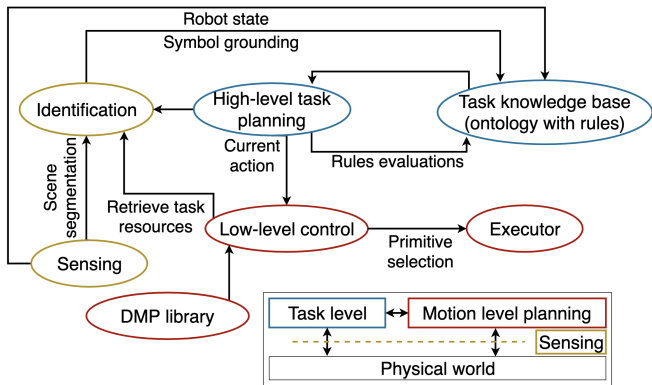 Robot state
Symbol grounding
Identification
High-level task
planning
Task knowledge base
(ontology with rules)
Current
action
Rules evaluations
Scene
segmentation
Retrieve task
resources
Low-level control
Primitive
selection
Executor
Sensing
DMP library
Task level
Motion level planning
Sensing
Physical world